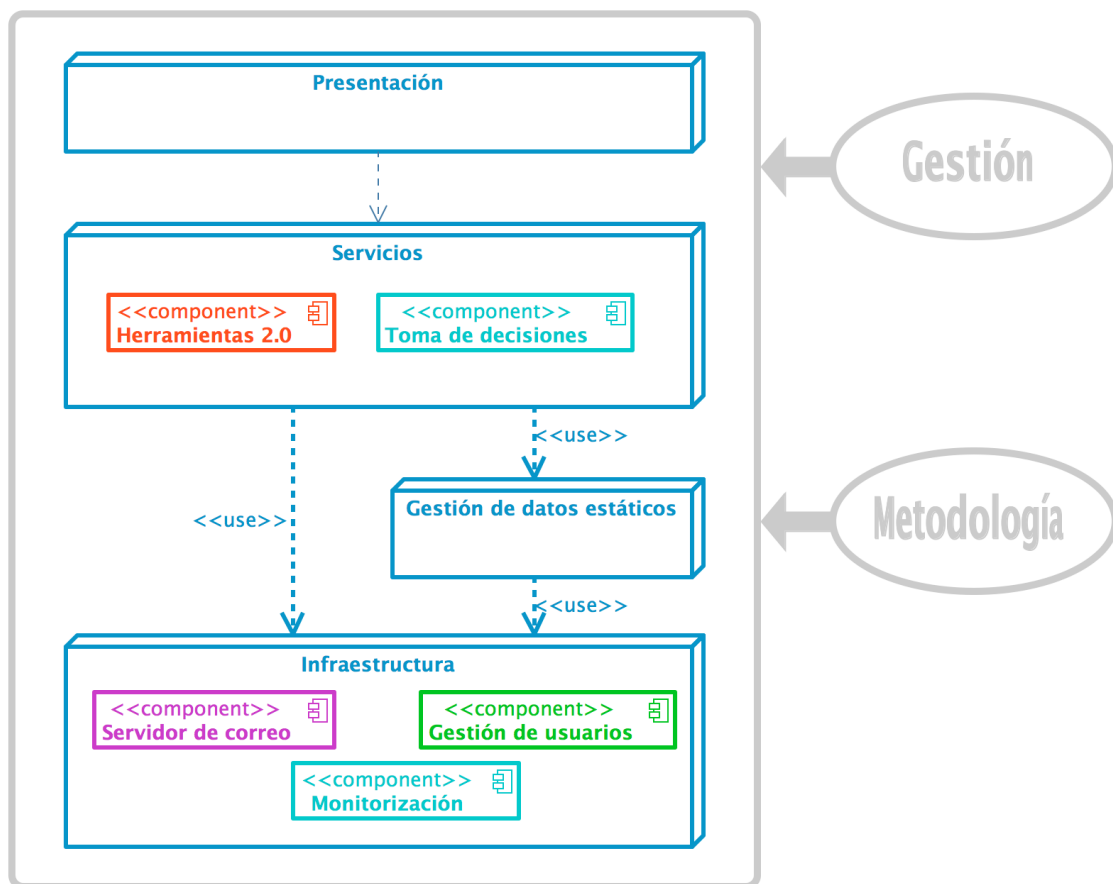 Presentación
Gestión
Servicios
<<component>>
Herramientas 2.0
<<component>>
Toma de decisiones
<<use>>
Gestión de datos estáticos
<<use>>
Metodología
<<use>>
Infraestructura
<<component>>
Servidor de correo
<<component>>
Gestión de usuarios
<<component>>
Monitorización